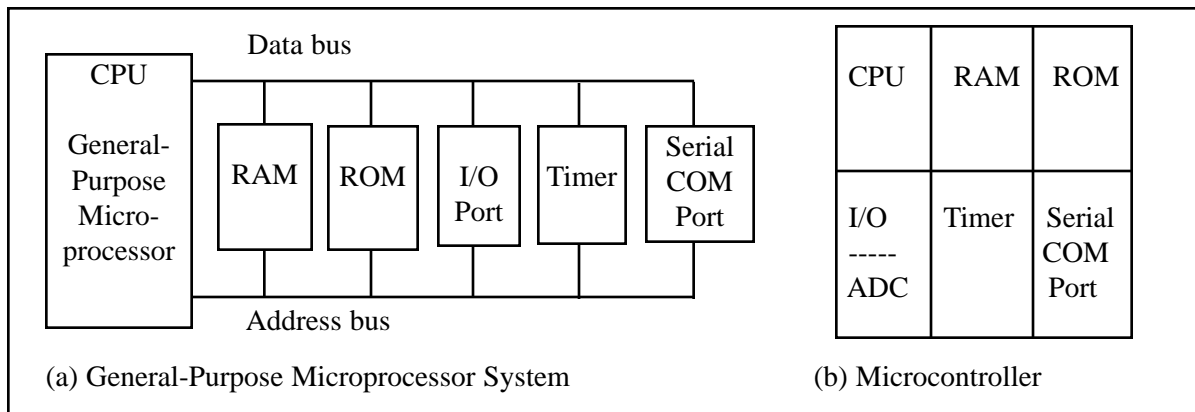 Data bus
CPU
General-
Purpose
Micro-
processor
RAM
ROM
I/O
Port
Timer
Serial
COM
Port
Address bus
(a) General-Purpose Microprocessor System
CPU
RAM
ROM
I/O
-----
ADC
Timer
Serial
COM
Port
(b) Microcontroller